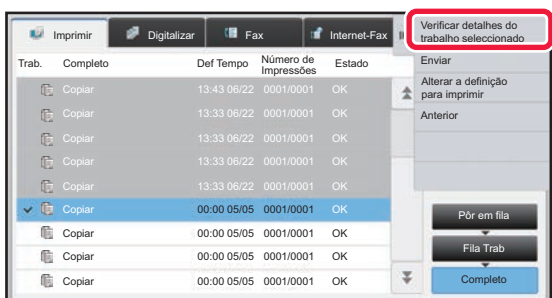 Imprimir Digitalizar Fax Internet-Fax
Verificar detalhes do
trabalho seleccionado
Enviar
Alterar a definição
para imprimir
Anterior
Trab. Completo Def Tempo Número de
Impressões Estado
Copiar 13:43 06/22 0001/0001 OK
Copiar 13:33 06/22 0001/0001 OK
Copiar 13:33 06/22 0001/0001 OK
Copiar 13:33 06/22 0001/0001 OK
Copiar 13:33 06/22 0001/0001 OK
Copiar 00:00 05/05 0001/0001 OK
Copiar 00:00 05/05 0001/0001 OK
Copiar 00:00 05/05 0001/0001 OK
Copiar 00:00 05/05 0001/0001 OK
Pôr em fila
Fila Trab
Completo